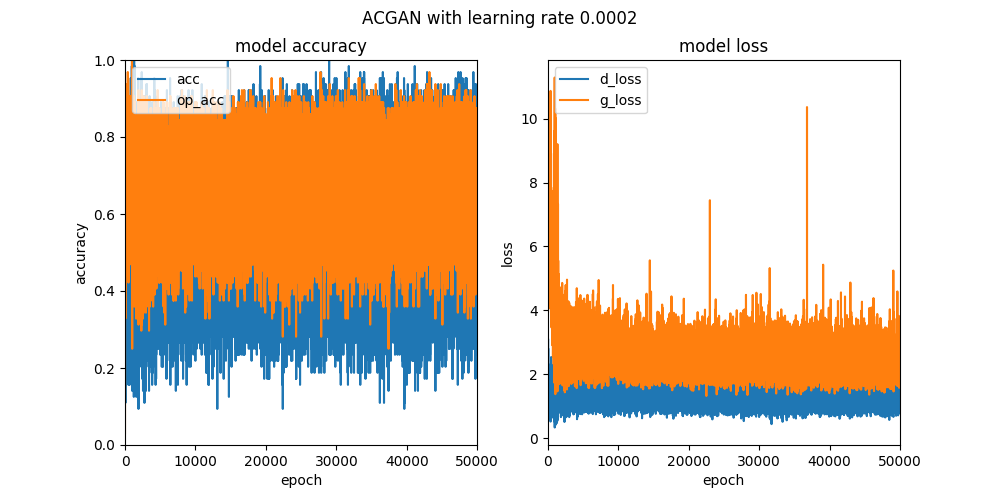 ACGAN with learning rate 0.0002
model accuracy
acc
op_acc
accuracy
1.0
0.8
0.6
0.4
0.2
0.0
0 10000 20000 30000 40000 50000
epoch
model loss
d_loss
g_loss
loss
10
8
6
4
2
0
0 10000 20000 30000 40000 50000
epoch